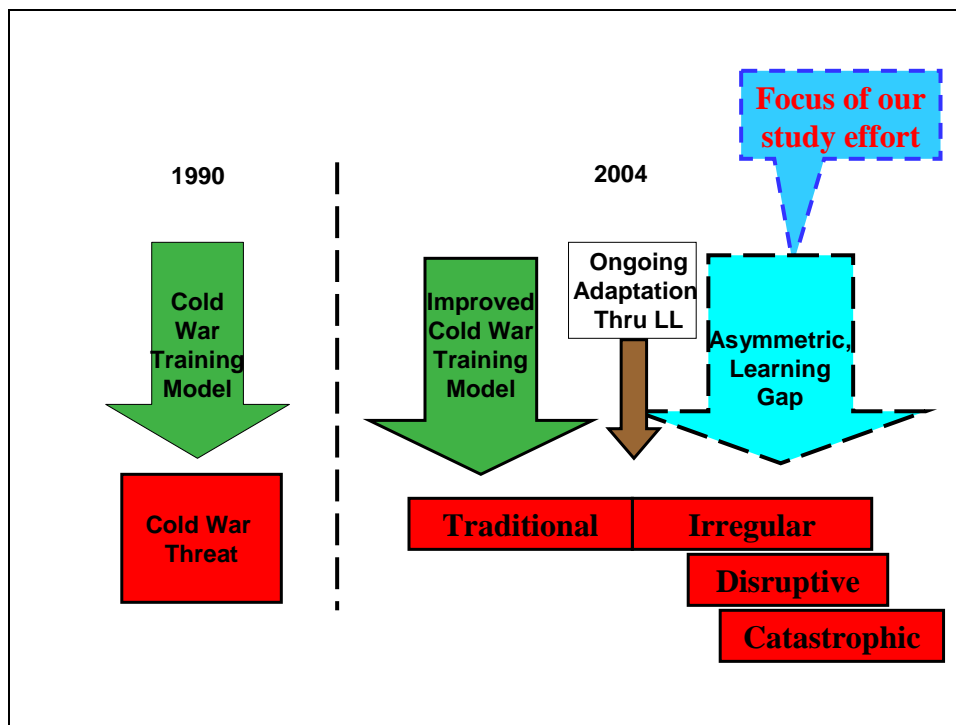 Focus of our
study effort
1990
2004
Cold
War
Training
Model
Improved
Cold War
Training
Model
Ongoing
Adaptation
Thru LL
Asymmetric,
Learning
Gap
Cold War
Threat
Traditional
Irregular
Disruptive
Catastrophic